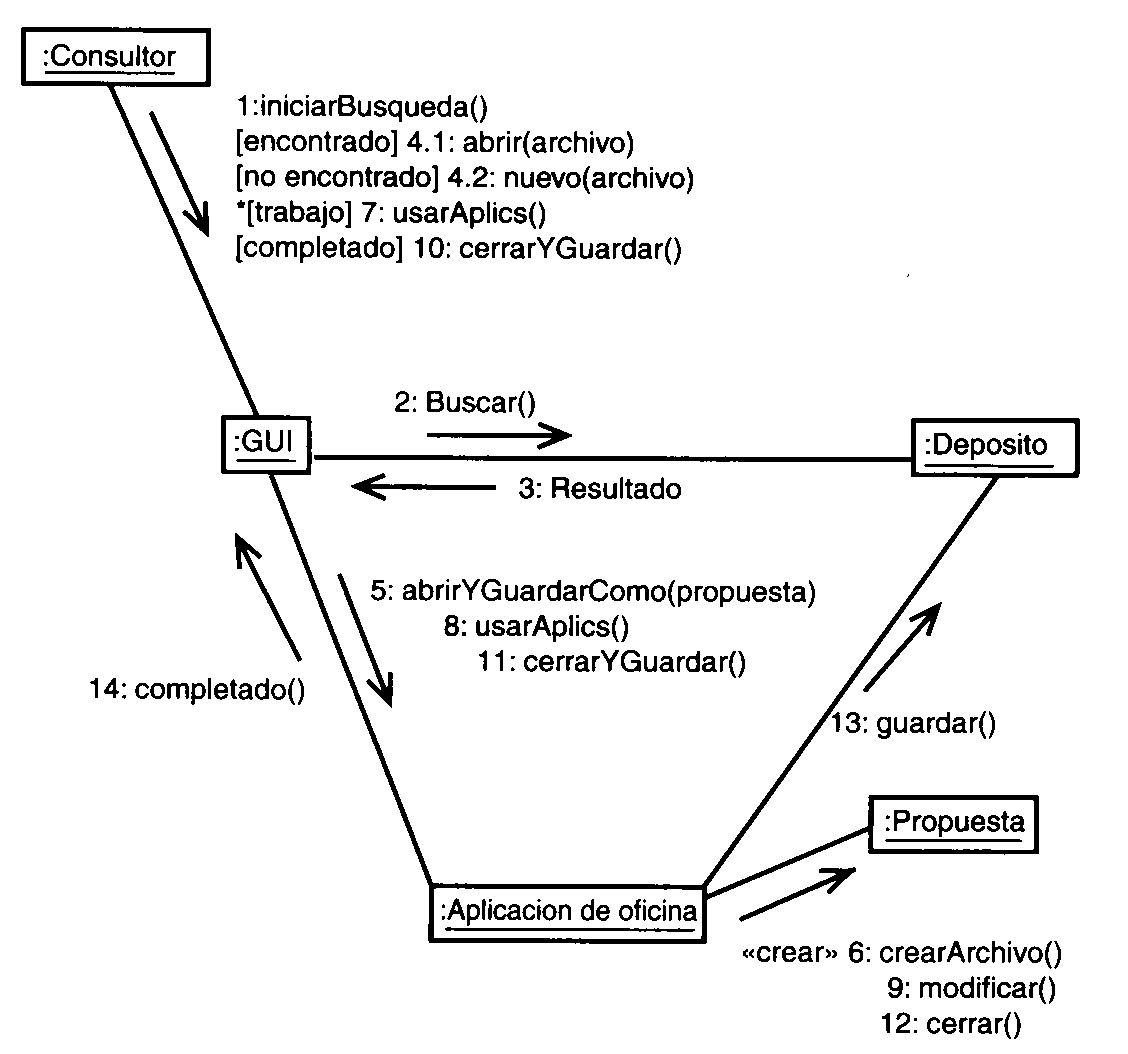 :Consultor
1:iniciarBusqueda()
[encontrado] 4.1: abrir(archivo)
[no encontrado] 4.2: nuevo(archivo)
*[trabajo] 7: usarAplics()
[completado] 10: cerrarYGuardar()
2: Buscar()
:GUI
:Deposito
3: Resultado
5: abrirYGuardarComo(propuesta)
8: usarAplics()
11: cerrarYGuardar()
14: completado()
13: guardar()
:Propuesta
:Aplicacion de oficina
«crear» 6: crearArchivo()
9: modificar()
12: cerrar()